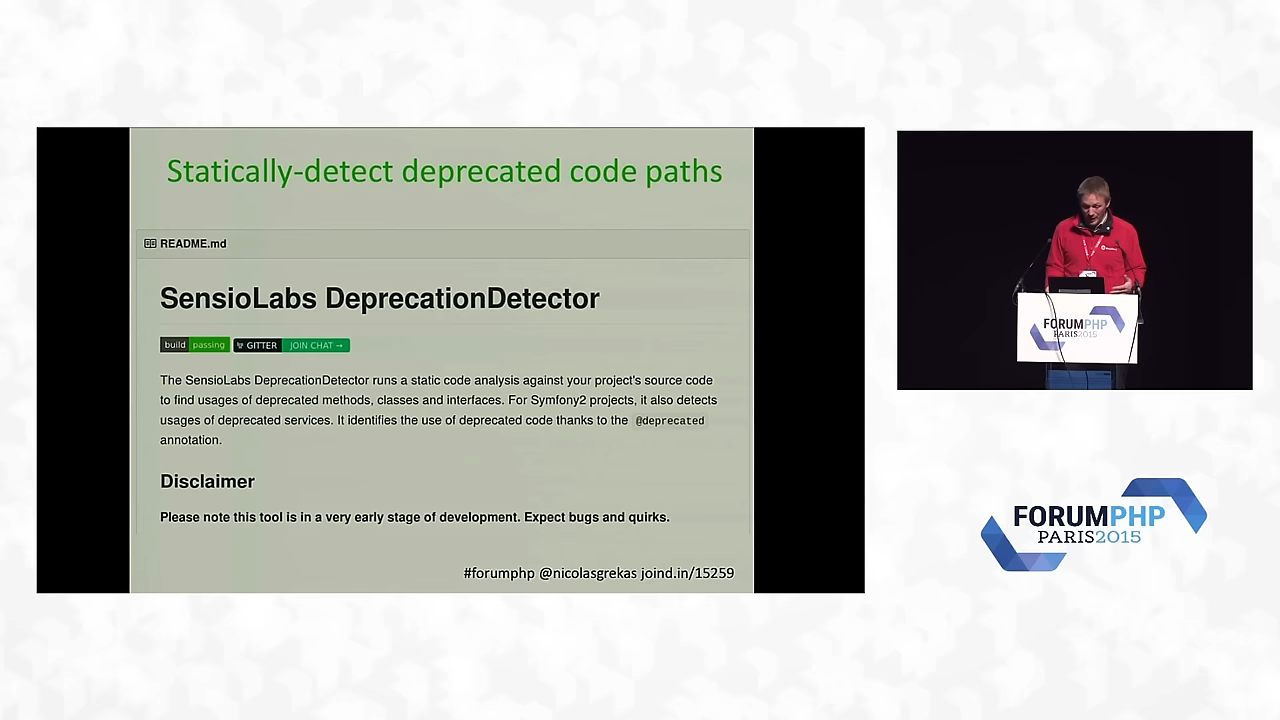 Statically-detect deprecated code paths
README.md
SensioLabs DeprecationDetector
build passing GITTER JOIN CHAT →
The SensioLabs DeprecationDetector runs a static code analysis against your project's source code
to find usages of deprecated methods, classes and interfaces. For Symfony2 projects, it also detects
usages of deprecated services. It identifies the use of deprecated code thanks to the @deprecated
annotation.
Disclaimer
Please note this tool is in a very early stage of development. Expect bugs and quirks.
#forumphp @nicolasgrekas joind.in/15259
FORUMPHP
PARIS2015
FORUMPHP
PARIS2015